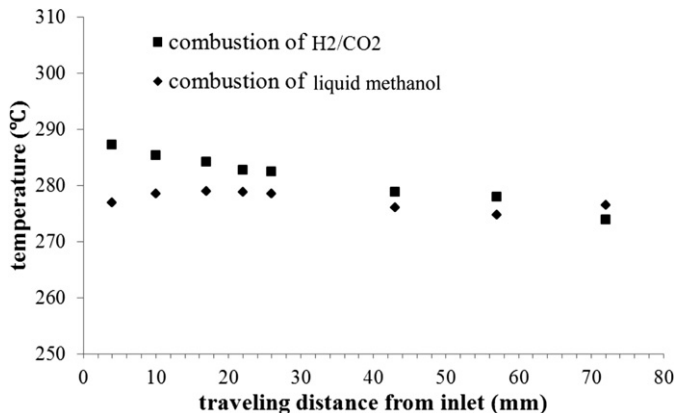 310
300
290
280
270
260
250
temperature (℃)
■ combustion of H2/CO2
◆ combustion of liquid methanol
0 10 20 30 40 50 60 70 80
traveling distance from inlet (mm)